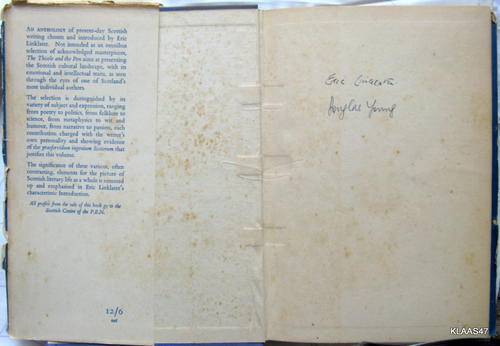 AN ANTHOLOGY of present-day Scottish
writing chosen and introduced by Eric
Linklater. Not intended as an omnibus
selection of acknowledged masterpieces,
The Thistle and the Pen aims at presenting
the Scottish cultural landscape, with its
emotional and intellectual traits, as seen
through the eyes of one of Scotland's
most individual authors.
The selection is distinguished by its
variety of subject and expression, ranging
from poetry to politics, from folklore to
science, from metaphysics to wit and
humour, from narrative to passion, each
contribution charged with the writer's
own personality and showing evidence
of the praefervidum ingenium Scotorum that
justifies this volume.
The significance of these various, often
contrasting, elements for the picture of
Scottish literary life as a whole is summed
up and emphasised in Eric Linklater's
characteristic Introduction.
All profits from the sale of this book go to the
Scottish Centre of the P.E.N.
12/6
net
Eric Linklater
Douglas Young
KLAAS47